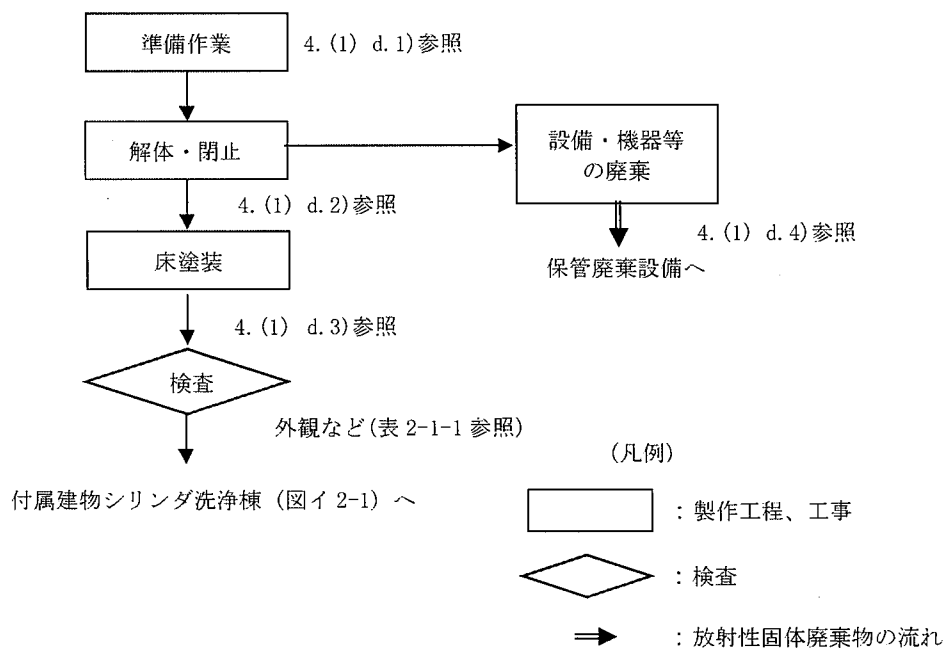 準備作業
4.(1) d.1)参照
解体・閉止
設備・機器等
の廃棄
4.(1) d.2)参照
4.(1) d.4)参照
床塗装
保管廃棄設備へ
4.(1) d.3)参照
検査
外観など(表 2-1-1 参照)
付属建物シリンダ洗浄棟 (図イ 2-1) へ
(凡例)
：製作工程、工事
：検査
：放射性固体廃棄物の流れ